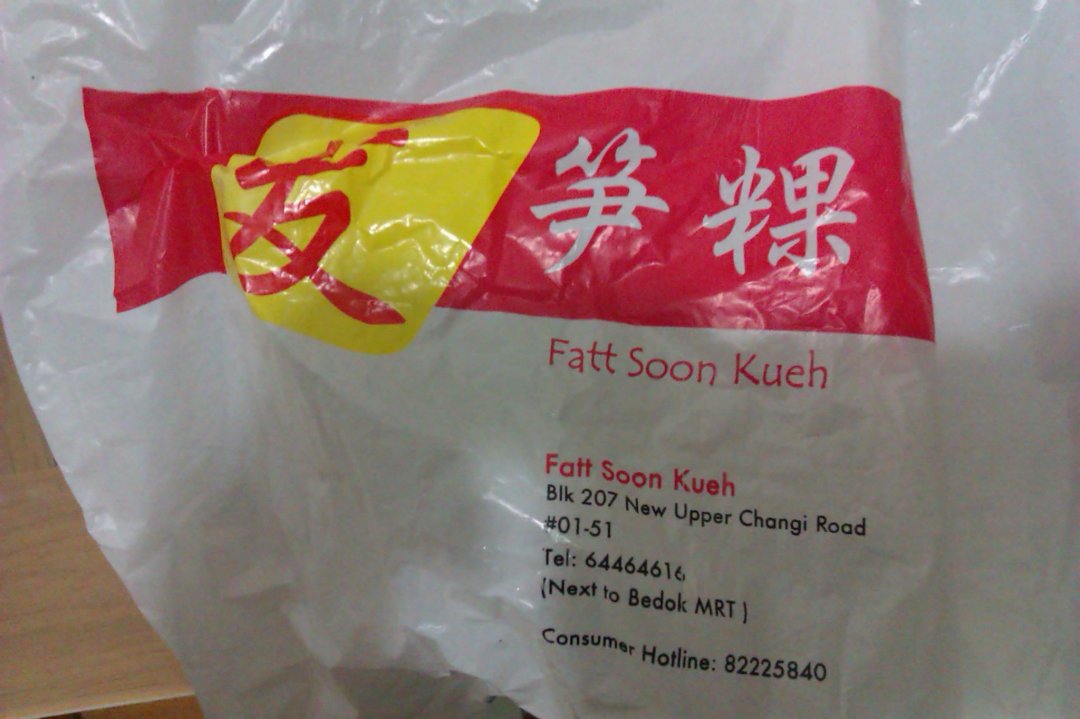 发 笋 粿
Fatt Soon Kueh
Fatt Soon Kueh
Blk 207 New Upper Changi Road
#01-51
Tel: 64464616
(Next to Bedok MRT)
Consumer Hotline: 82225840